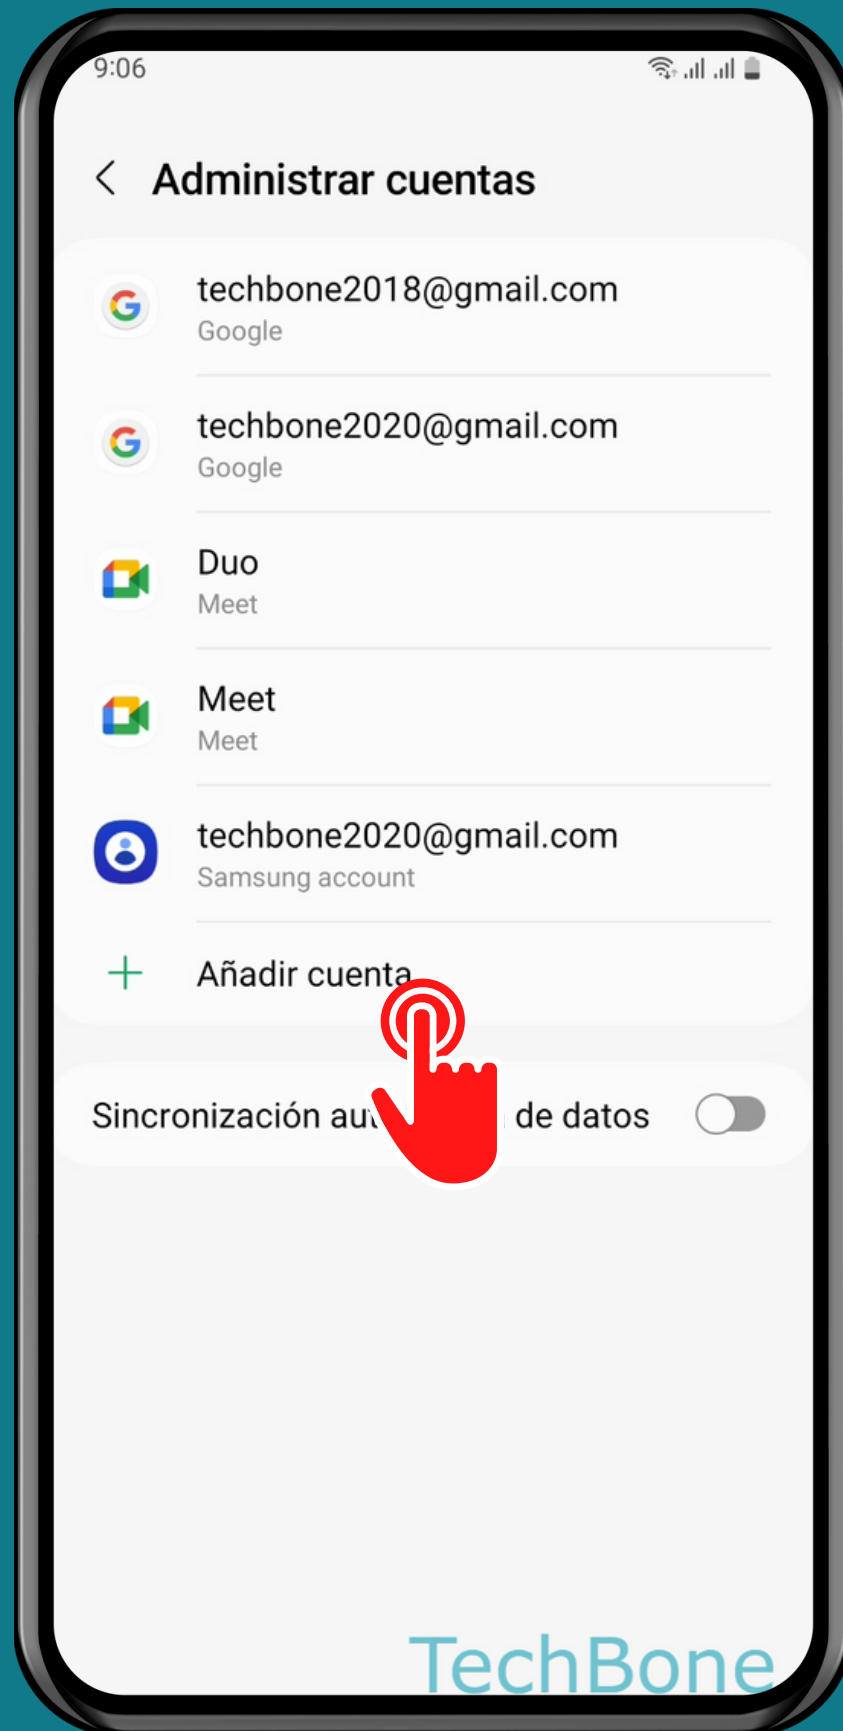 9:06
Administrar cuentas
techbone2018@gmail.com
Google
techbone2020@gmail.com
Google
Duo
Meet
Meet
Meet
techbone2020@gmail.com
Samsung account
Añadir cuenta
Sincronización de datos
TechBone